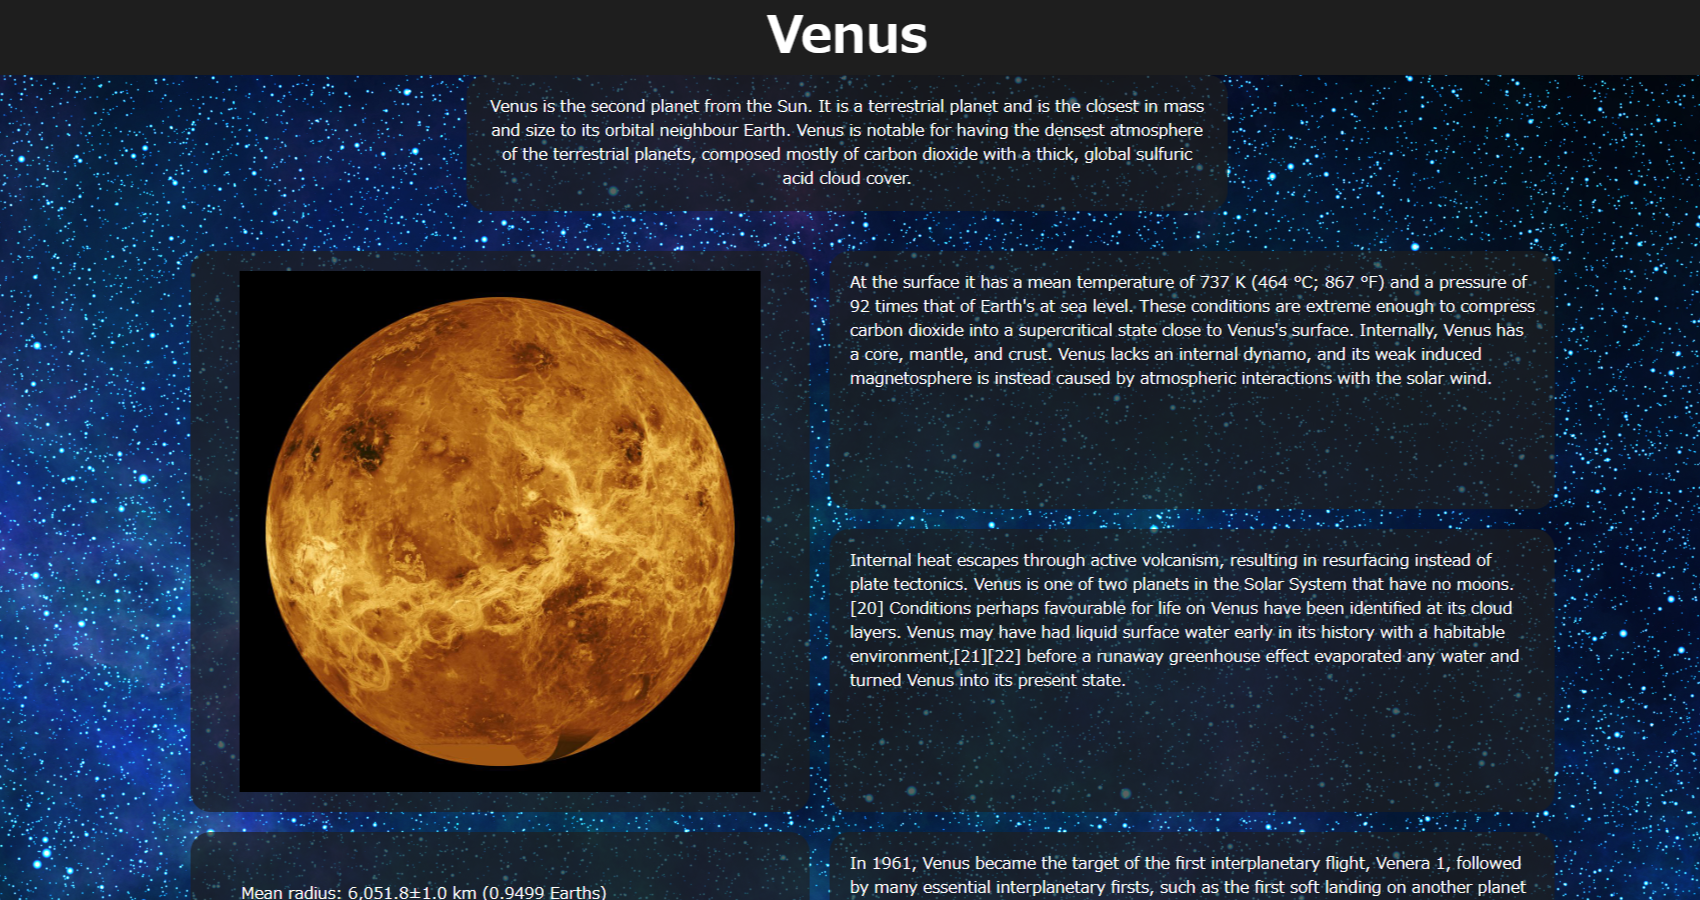 Venus
Venus is the second planet from the Sun. It is a terrestrial planet and is the closest in mass
and size to its orbital neighbour Earth. Venus is notable for having the densest atmosphere
of the terrestrial planets, composed mostly of carbon dioxide with a thick, global sulfuric
acid cloud cover.
At the surface it has a mean temperature of 737 K (464 °C; 867 °F) and a pressure of
92 times that of Earth's at sea level. These conditions are extreme enough to compress
carbon dioxide into a supercritical state close to Venus's surface. Internally, Venus has
a core, mantle, and crust. Venus lacks an internal dynamo, and its weak induced
magnetosphere is instead caused by atmospheric interactions with the solar wind.
Internal heat escapes through active volcanism, resulting in resurfacing instead of
plate tectonics. Venus is one of two planets in the Solar System that have no moons.
[20] Conditions perhaps favourable for life on Venus have been identified at its cloud
layers. Venus may have had liquid surface water early in its history with a habitable
environment,[21][22] before a runaway greenhouse effect evaporated any water and
turned Venus into its present state.
Mean radius: 6,051.8±1.0 km (0.9499 Earths)
In 1961, Venus became the target of the first interplanetary flight, Venera 1, followed
by many essential interplanetary firsts, such as the first soft landing on another planet